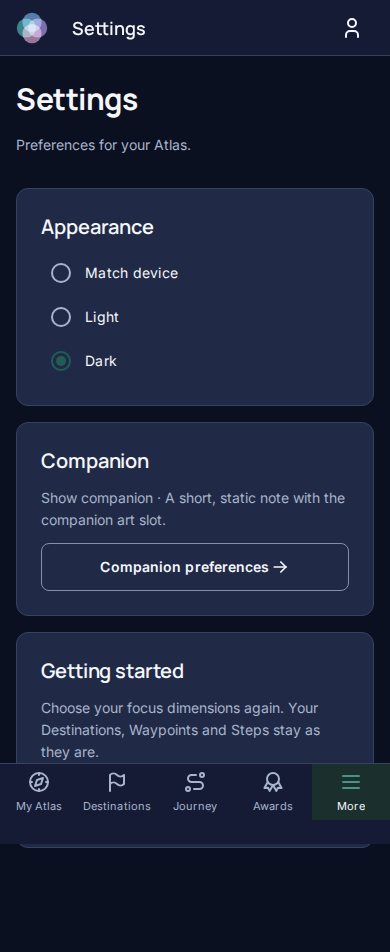 Settings
Settings
Preferences for your Atlas.
Appearance
Match device
Light
Dark
Companion
Show companion · A short, static note with the
companion art slot.
Companion preferences →
Getting started
Choose your focus dimensions again. Your
Destinations, Waypoints and Steps stay as
they are.
My Atlas
Destinations
Journey
Awards
More